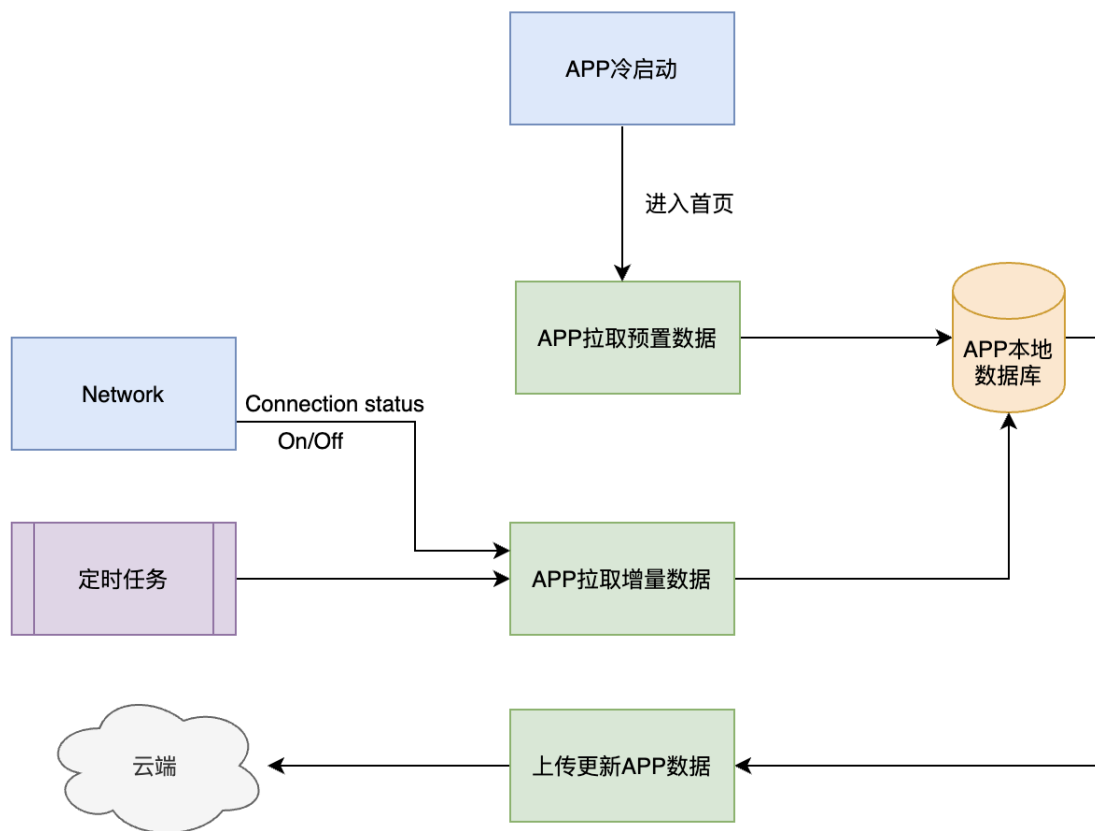 APP冷启动
进入首页
APP拉取预置数据
APP本地
数据库
Network
Connection status
On/Off
定时任务
APP拉取增量数据
云端
上传更新APP数据